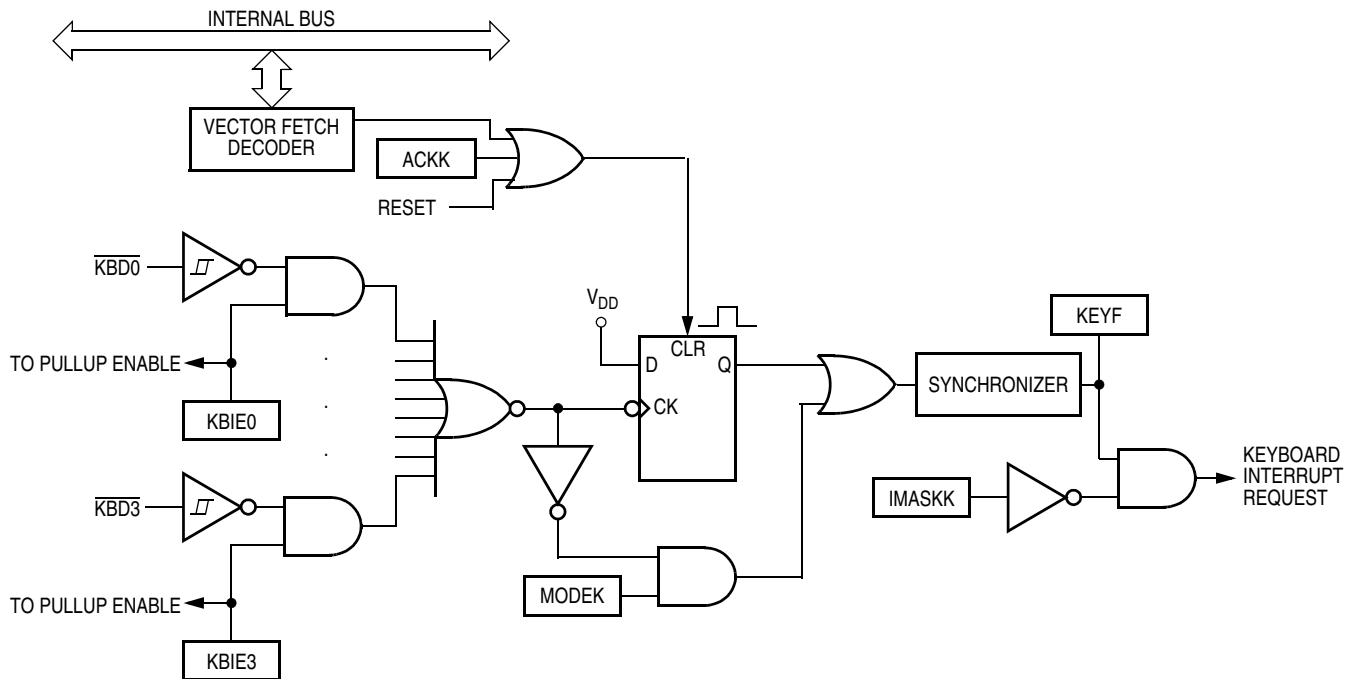 INTERNAL BUS
VECTOR FETCH
DECODER
ACKK
RESET
KBD0
TO PULLUP ENABLE
KBIE0
.
.
.
KBD3
TO PULLUP ENABLE
KBIE3
VDD
CLR
D
Q
CK
MODEK
SYNCHRONIZER
KEYF
IMASKK
KEYBOARD
INTERRUPT
REQUEST